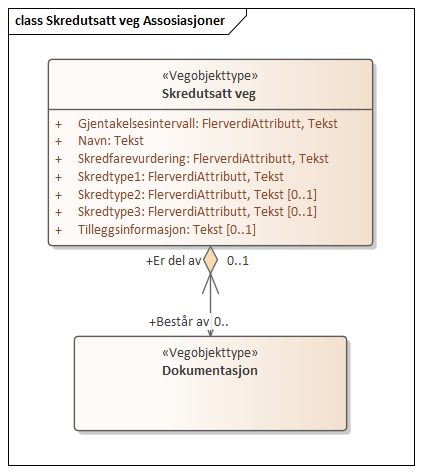 class Skredutsatt veg Assosiasjoner
«Vegobjekttype»
Skredutsatt veg
+ Gjentakelsesintervall: FlerverdiAttributt, Tekst
+ Navn: Tekst
+ Skredfarevurdering: FlerverdiAttributt, Tekst
+ Skredtype1: FlerverdiAttributt, Tekst
+ Skredtype2: FlerverdiAttributt, Tekst [0..1]
+ Skredtype3: FlerverdiAttributt, Tekst [0..1]
+ Tilleggsinformasjon: Tekst [0..1]
+Er del av 0..1
+Består av 0..
«Vegobjekttype»
Dokumentasjon